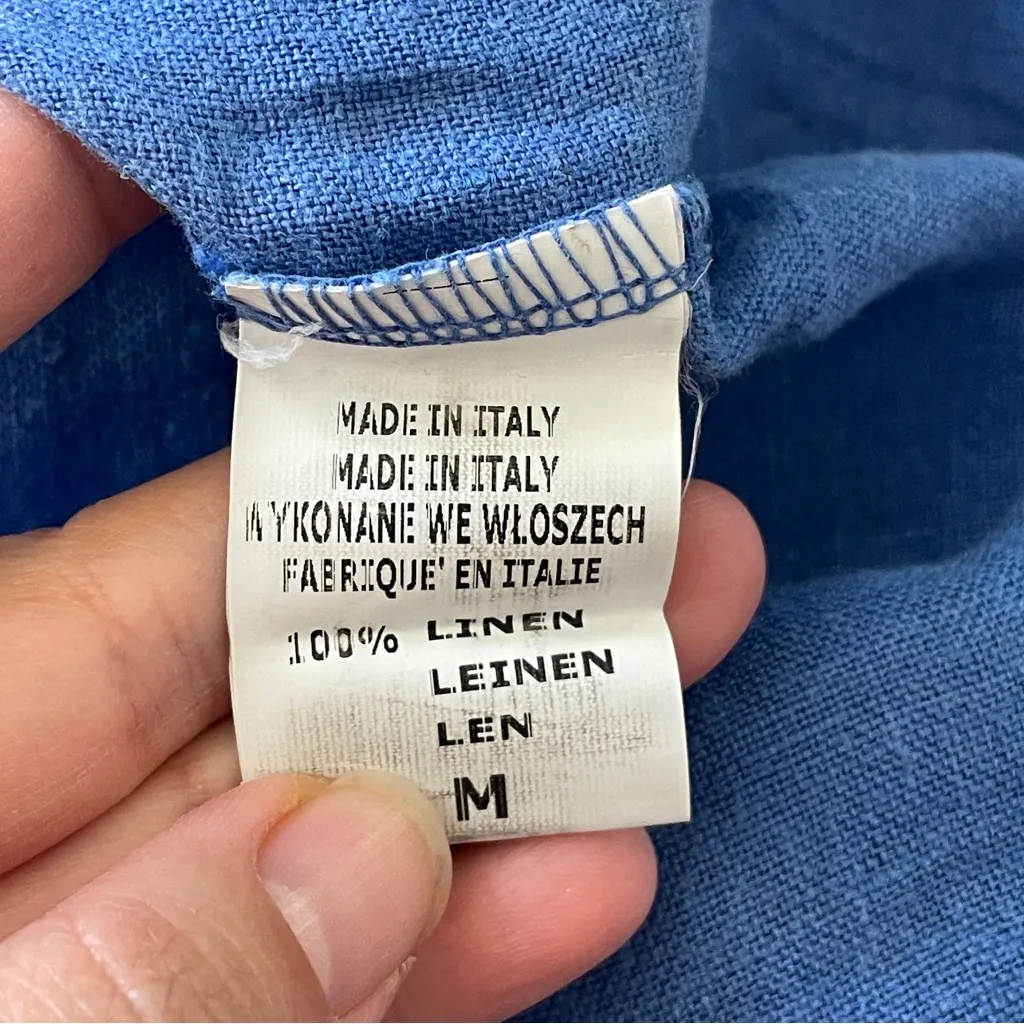 MADE IN ITALY
MADE IN ITALY
WYKONANE WE WŁOSZECH
FABRIQUE' EN ITALIE
100% LINEN
LEINEN
LEN
M